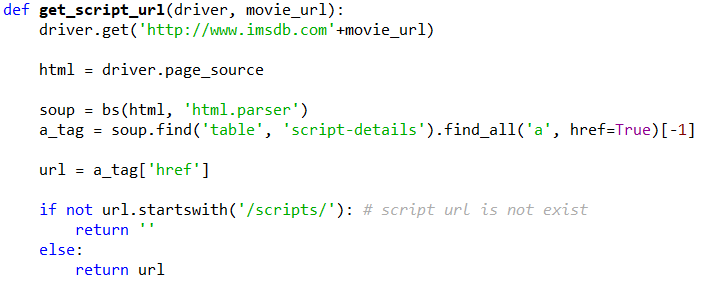 def get_script_url(driver, movie_url):
    driver.get('http://www.imsdb.com'+movie_url)
    html = driver.page_source
    soup = bs(html, 'html.parser')
    a_tag = soup.find('table', 'script-details').find_all('a', href=True)[-1]
    url = a_tag['href']
    if not url.startswith('/scripts/'): # script url is not exist
        return ''
    else:
        return url